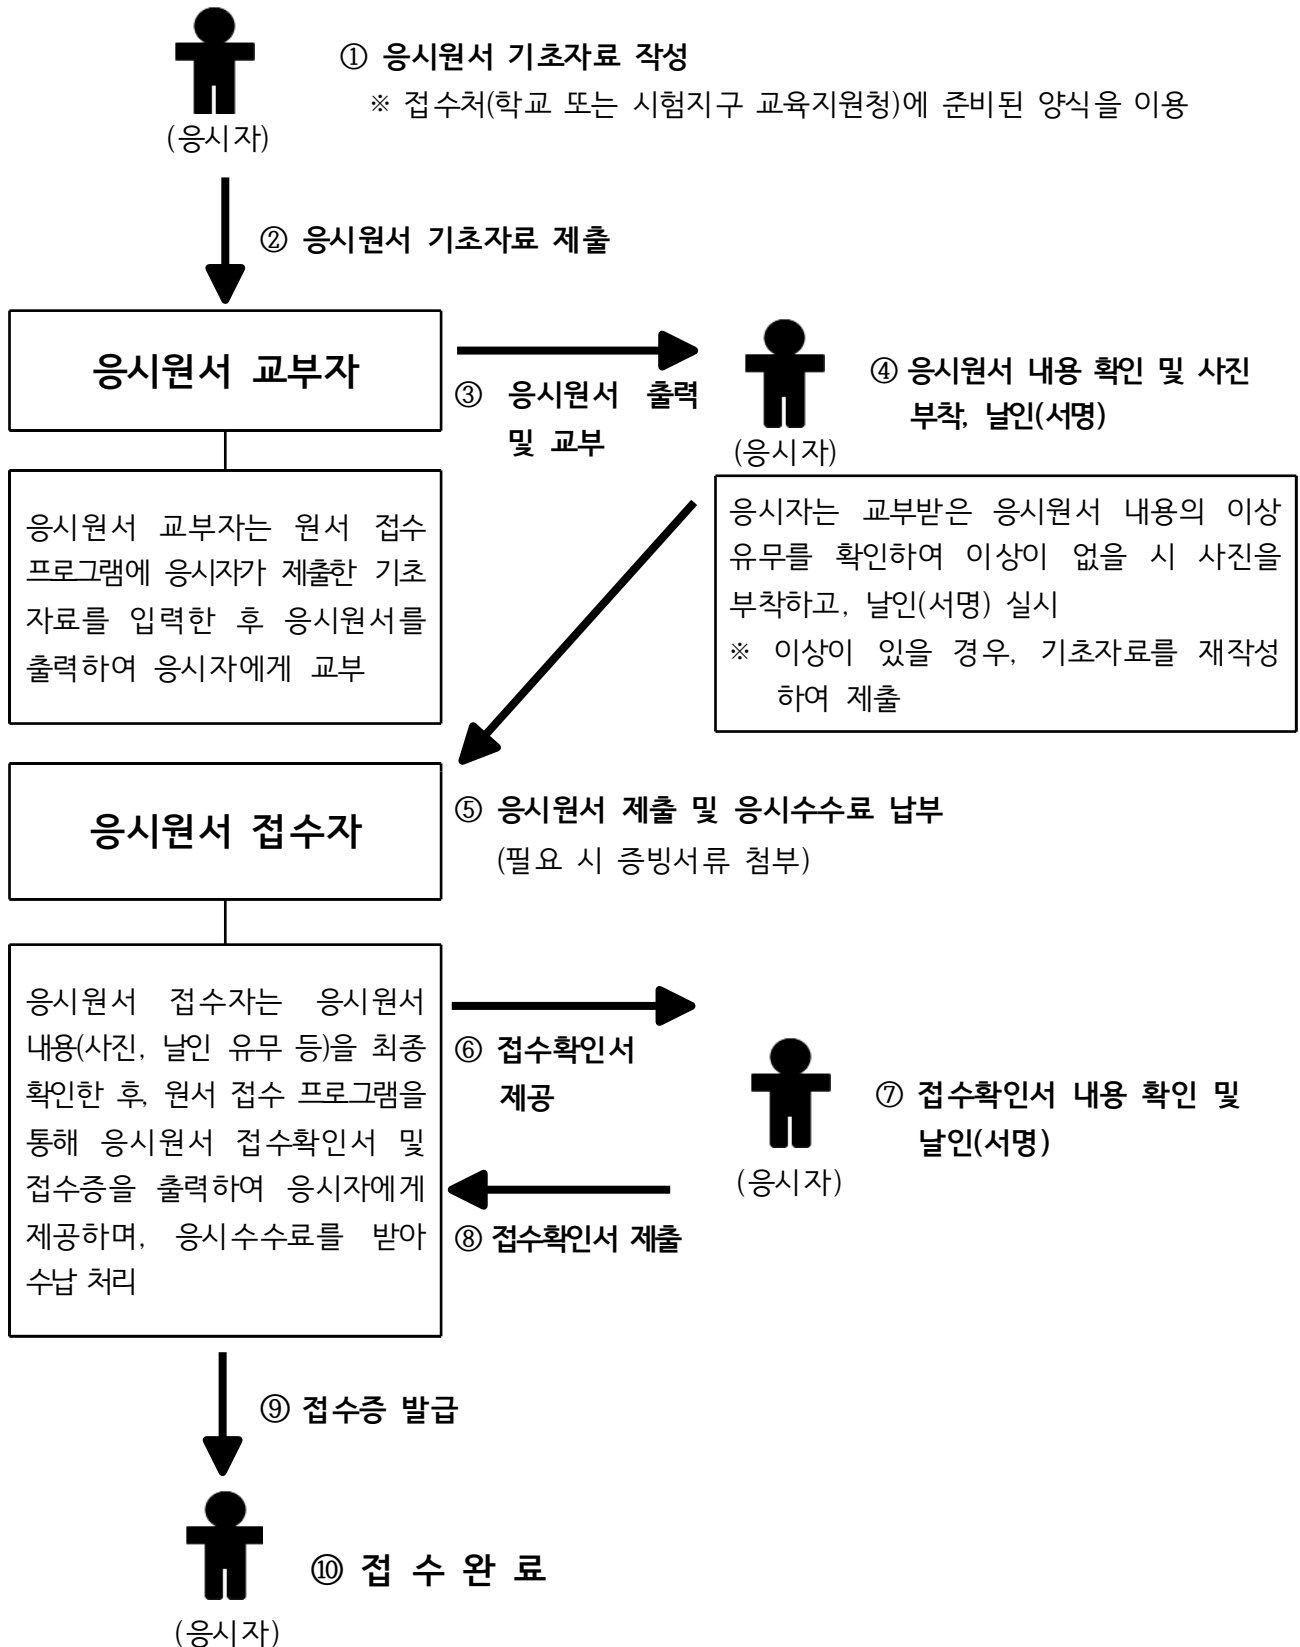 ① 응시원서 기초자료 작성
※ 접수처(학교 또는 시험지구 교육지원청)에 준비된 양식을 이용
(응시자)
② 응시원서 기초자료 제출
응시원서 교부자
③ 응시원서 출력
및 교부
(응시자)
④ 응시원서 내용 확인 및 사진
부착, 날인(서명)
응시원서 교부자는 원서 접수
프로그램에 응시자가 제출한 기초
자료를 입력한 후 응시원서를
출력하여 응시자에게 교부
응시자는 교부받은 응시원서 내용의 이상
유무를 확인하여 이상이 없을 시 사진을
부착하고, 날인(서명) 실시
※ 이상이 있을 경우, 기초자료를 재작성
하여 제출
응시원서 접수자
⑤ 응시원서 제출 및 응시수수료 납부
(필요 시 증빙서류 첨부)
응시원서 접수자는 응시원서
내용(사진, 날인 유무 등)을 최종
확인한 후, 원서 접수 프로그램을
통해 응시원서 접수확인서 및
접수증을 출력하여 응시자에게
제공하며, 응시수수료를 받아
수납 처리
⑥ 접수확인서
제공
(응시자)
⑦ 접수확인서 내용 확인 및
날인(서명)
⑧ 접수확인서 제출
⑨ 접수증 발급
⑩ 접 수 완 료
(응시자)